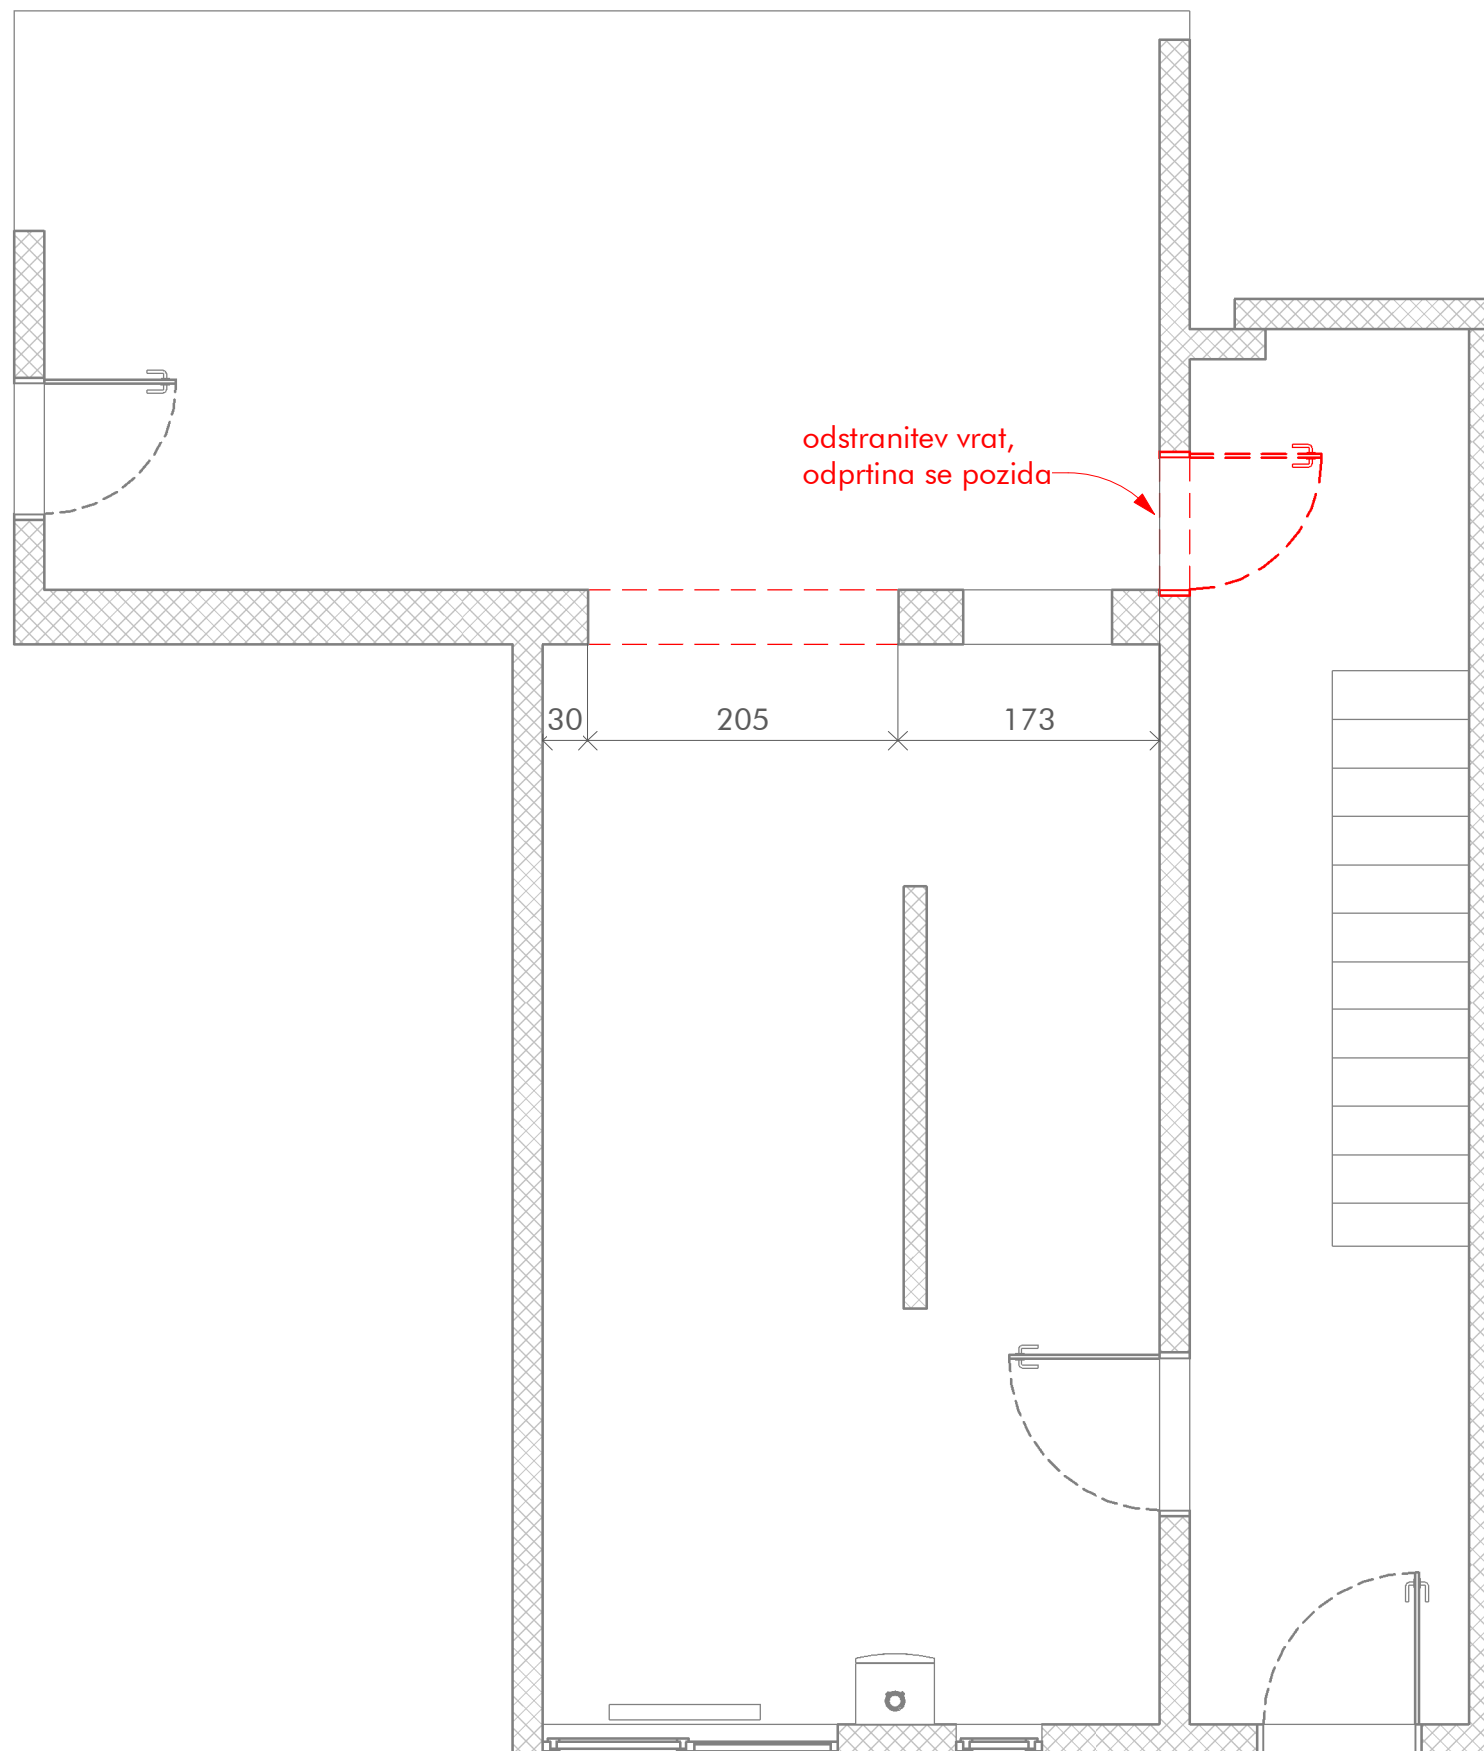 odstranitev vrat,
odprtina se pozida
30 205 173